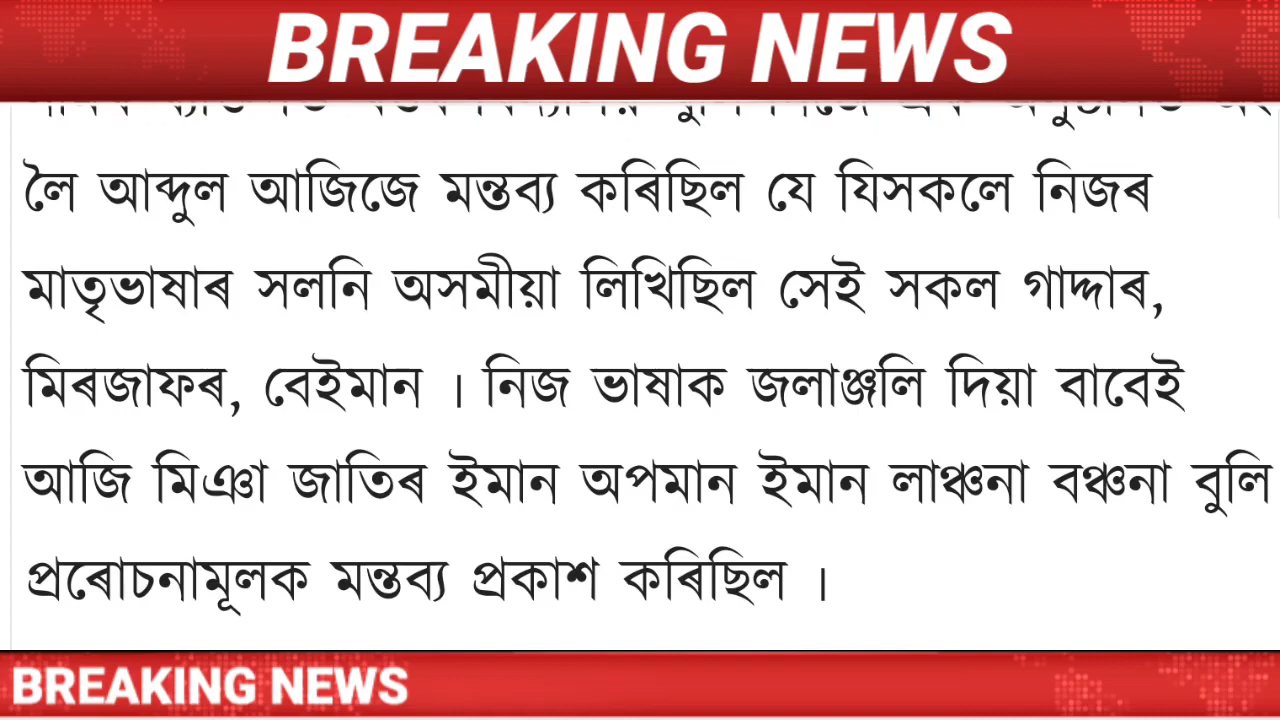 BREAKING NEWS
লৈ আব্দুল আজিজে মন্তব্য কৰিছিল যে যিসকলে নিজৰ
মাতৃভাষাৰ সলনি অসমীয়া লিখিছিল সেই সকল গাদ্দাৰ,
মিৰজাফৰ, বেইমান । নিজ ভাষাক জলাঞ্জলি দিয়া বাবেই
আজি মিঞা জাতিৰ ইমান অপমান ইমান লাঞ্চনা বঞ্চনা বুলি
প্ৰৰোচনামূলক মন্তব্য প্ৰকাশ কৰিছিল ।
BREAKING NEWS